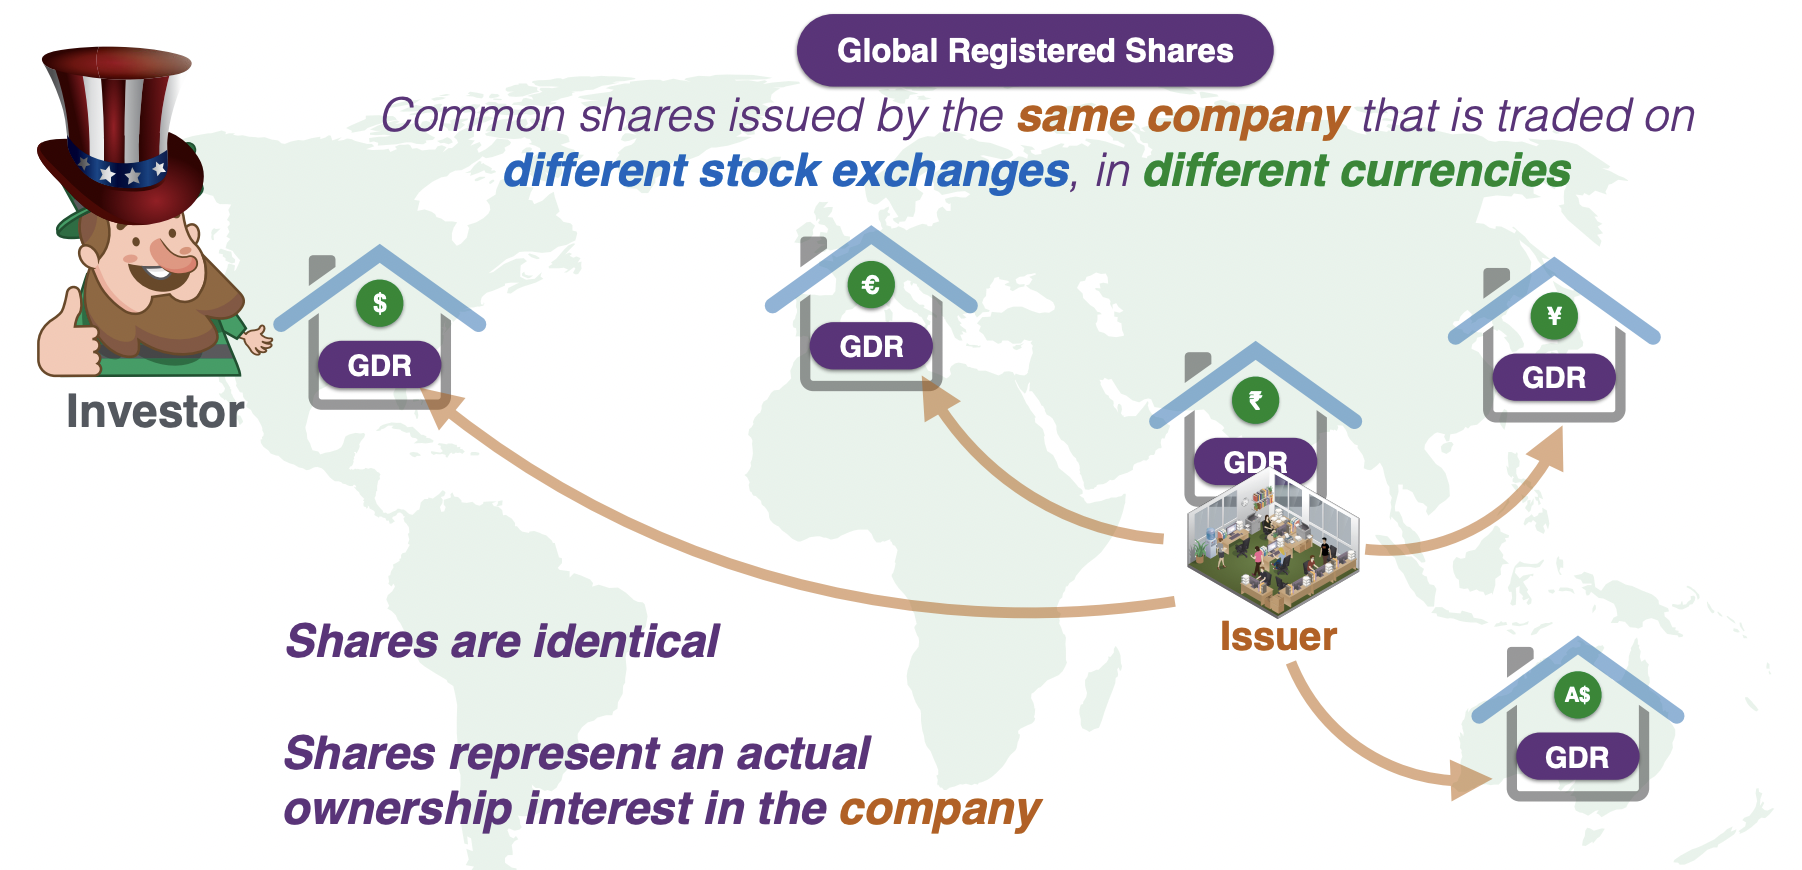 Global Registered Shares
Common shares issued by the same company that is traded on
different stock exchanges, in different currencies
$
GDR
€
GDR
₹
GDR
¥
GDR
Investor
Issuer
Shares are identical
A$
GDR
Shares represent an actual
ownership interest in the company